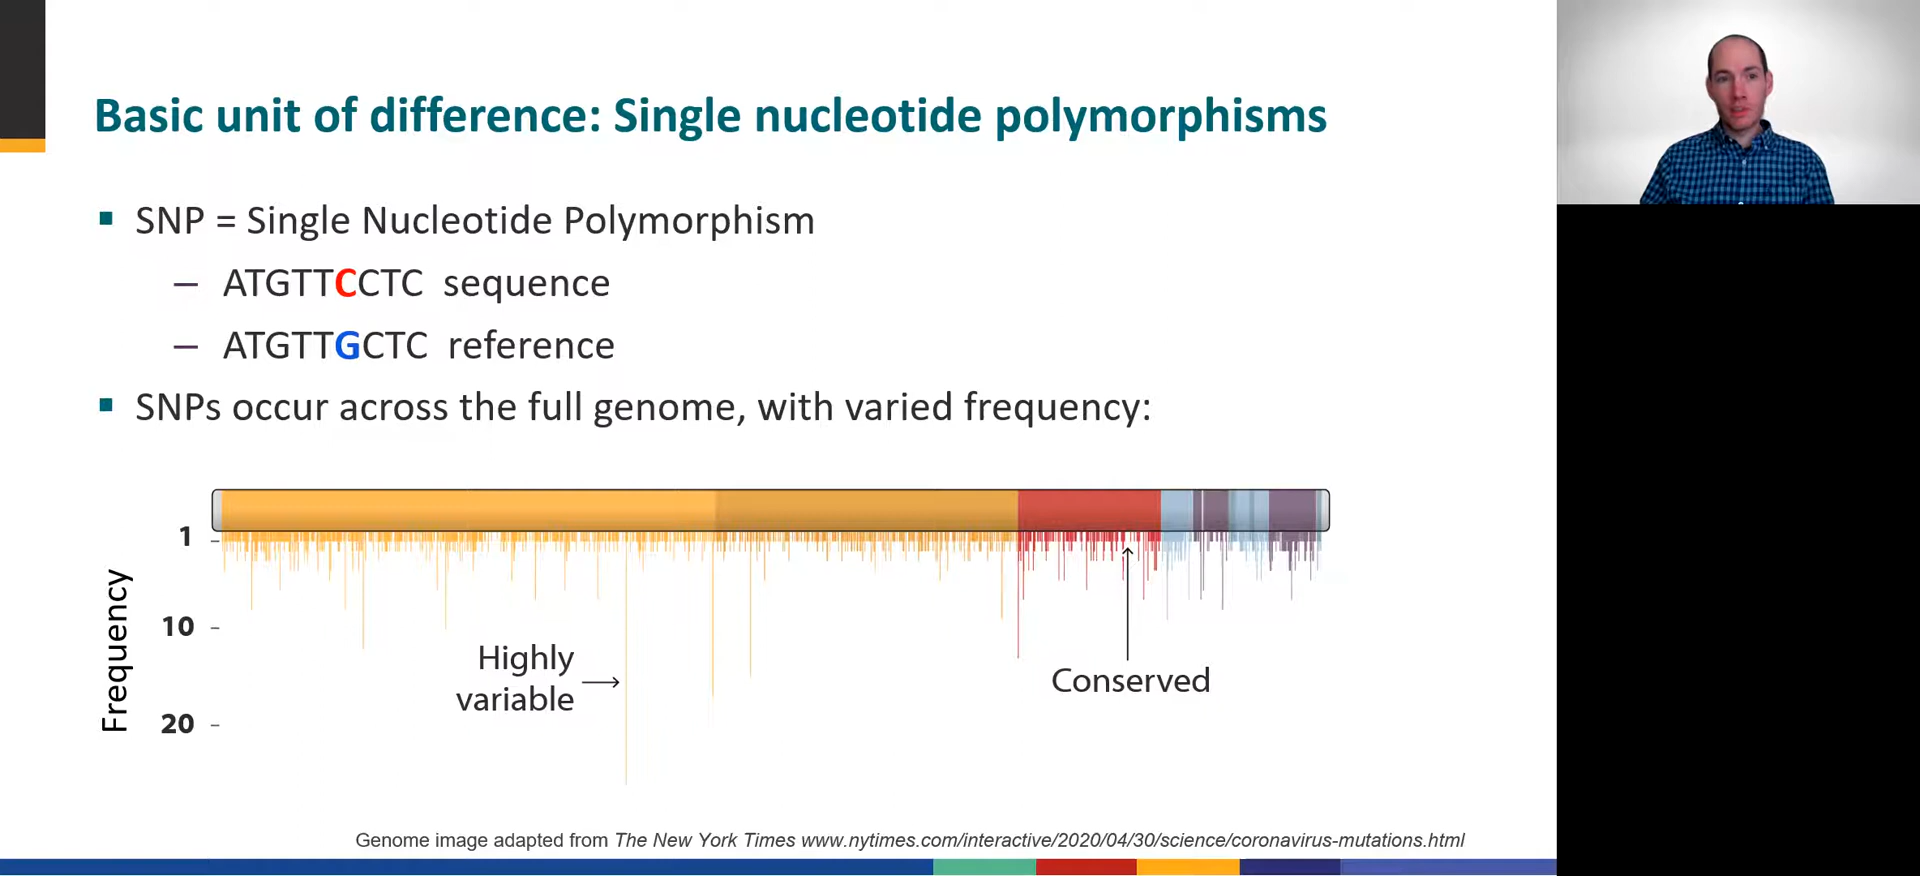 Basic unit of difference: Single nucleotide polymorphisms
▪ SNP = Single Nucleotide Polymorphism
– ATGTTCCTC sequence
– ATGTTGCTC reference
▪ SNPs occur across the full genome, with varied frequency:
1
10
20
Frequency
Highly
variable
Conserved
Genome image adapted from The New York Times www.nytimes.com/interactive/2020/04/30/science/coronavirus-mutations.html